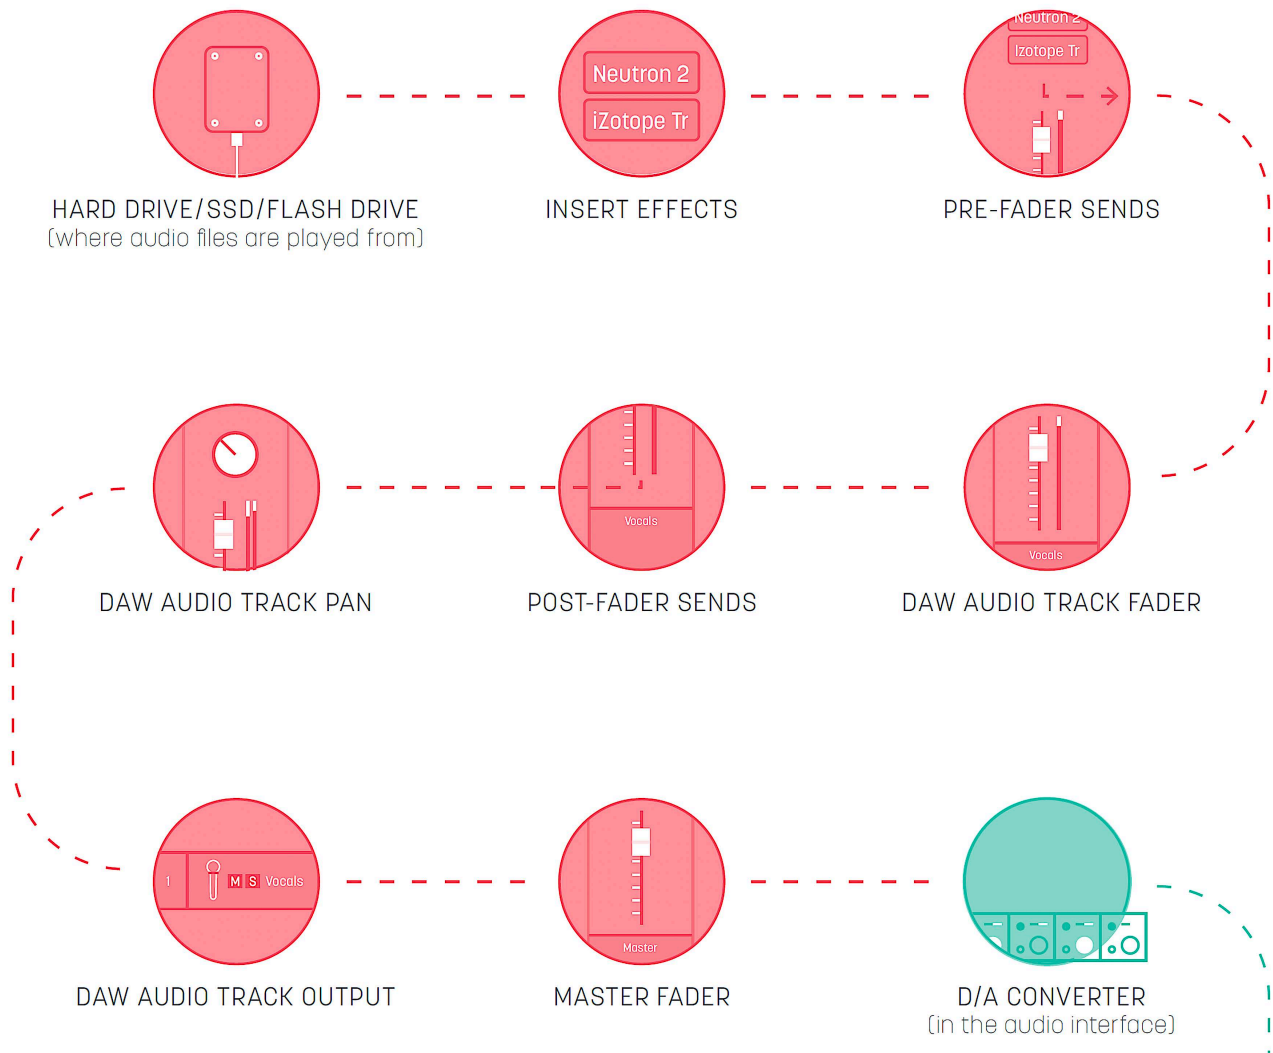 Neutron 2
iZotope Tr
Neutron 2
Izotope Tr
HARD DRIVE/SSD/FLASH DRIVE
(where audio files are played from)
INSERT EFFECTS
PRE-FADER SENDS
Vocals
Vocals
DAW AUDIO TRACK PAN
POST-FADER SENDS
DAW AUDIO TRACK FADER
1 M S Vocals
Master
DAW AUDIO TRACK OUTPUT
MASTER FADER
D/A CONVERTER
(in the audio interface)